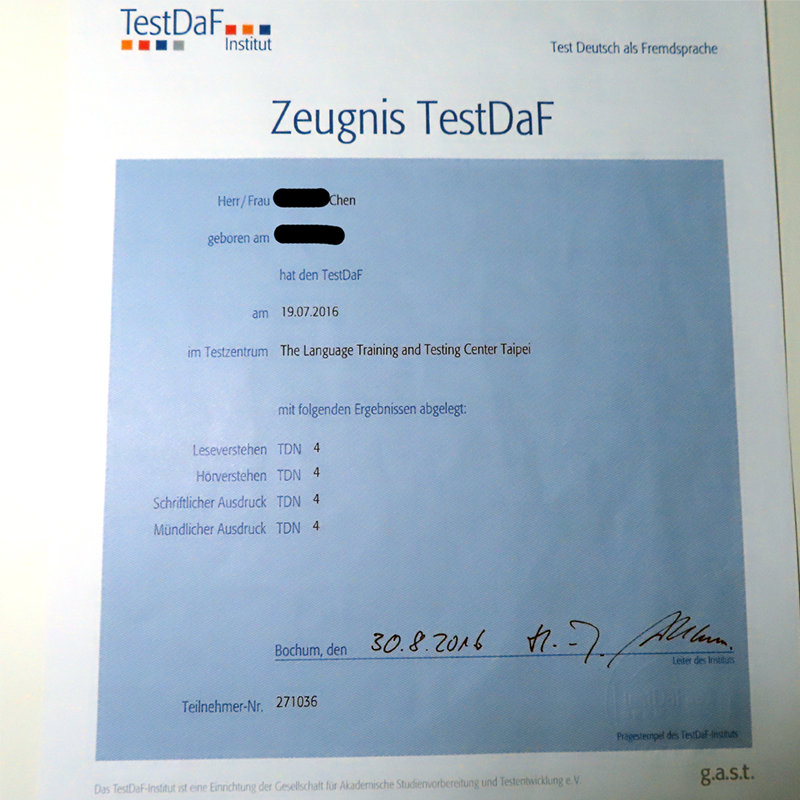 TestDaF
Institut
Test Deutsch als Fremdsprache
Zeugnis TestDaF
Herr/Frau Chen
geboren am
hat den TestDaF
am 19.07.2016
im Testzentrum The Language Training and Testing Center Taipei
mit folgenden Ergebnissen abgelegt:
Leseverstehen TDN 4
Hörverstehen TDN 4
Schriftlicher Ausdruck TDN 4
Mündlicher Ausdruck TDN 4
Bochum, den 30.8.2016
Leiter des Instituts
TestDaF
Teilnehmer-Nr. 271036
Prägestempel des TestDaF-Instituts
g.a.s.t.
Das TestDaF-Institut ist eine Einrichtung der Gesellschaft für Akademische Studienvorbereitung und Testentwicklung e.V.